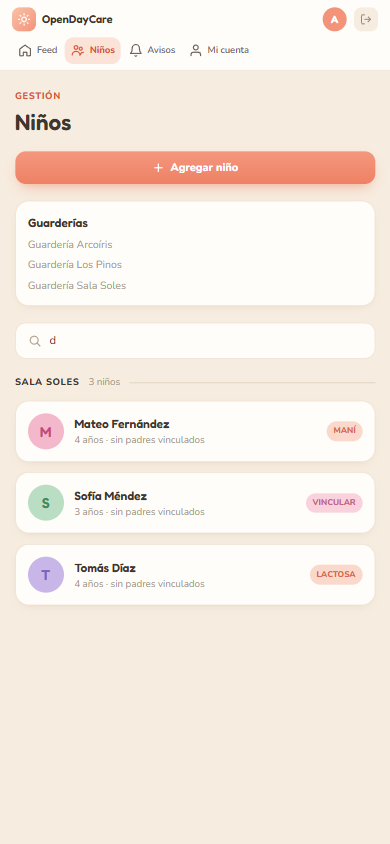 OpenDayCare
A
Feed
Niños
Avisos
Mi cuenta
GESTIÓN
Niños
+ Agregar niño
Guarderías
Guardería Arcoíris
Guardería Los Pinos
Guardería Sala Soles
d
SALA SOLES 3 niños
M
Mateo Fernández
4 años · sin padres vinculados
MANÍ
S
Sofía Méndez
3 años · sin padres vinculados
VINCULAR
T
Tomás Díaz
4 años · sin padres vinculados
LACTOSA